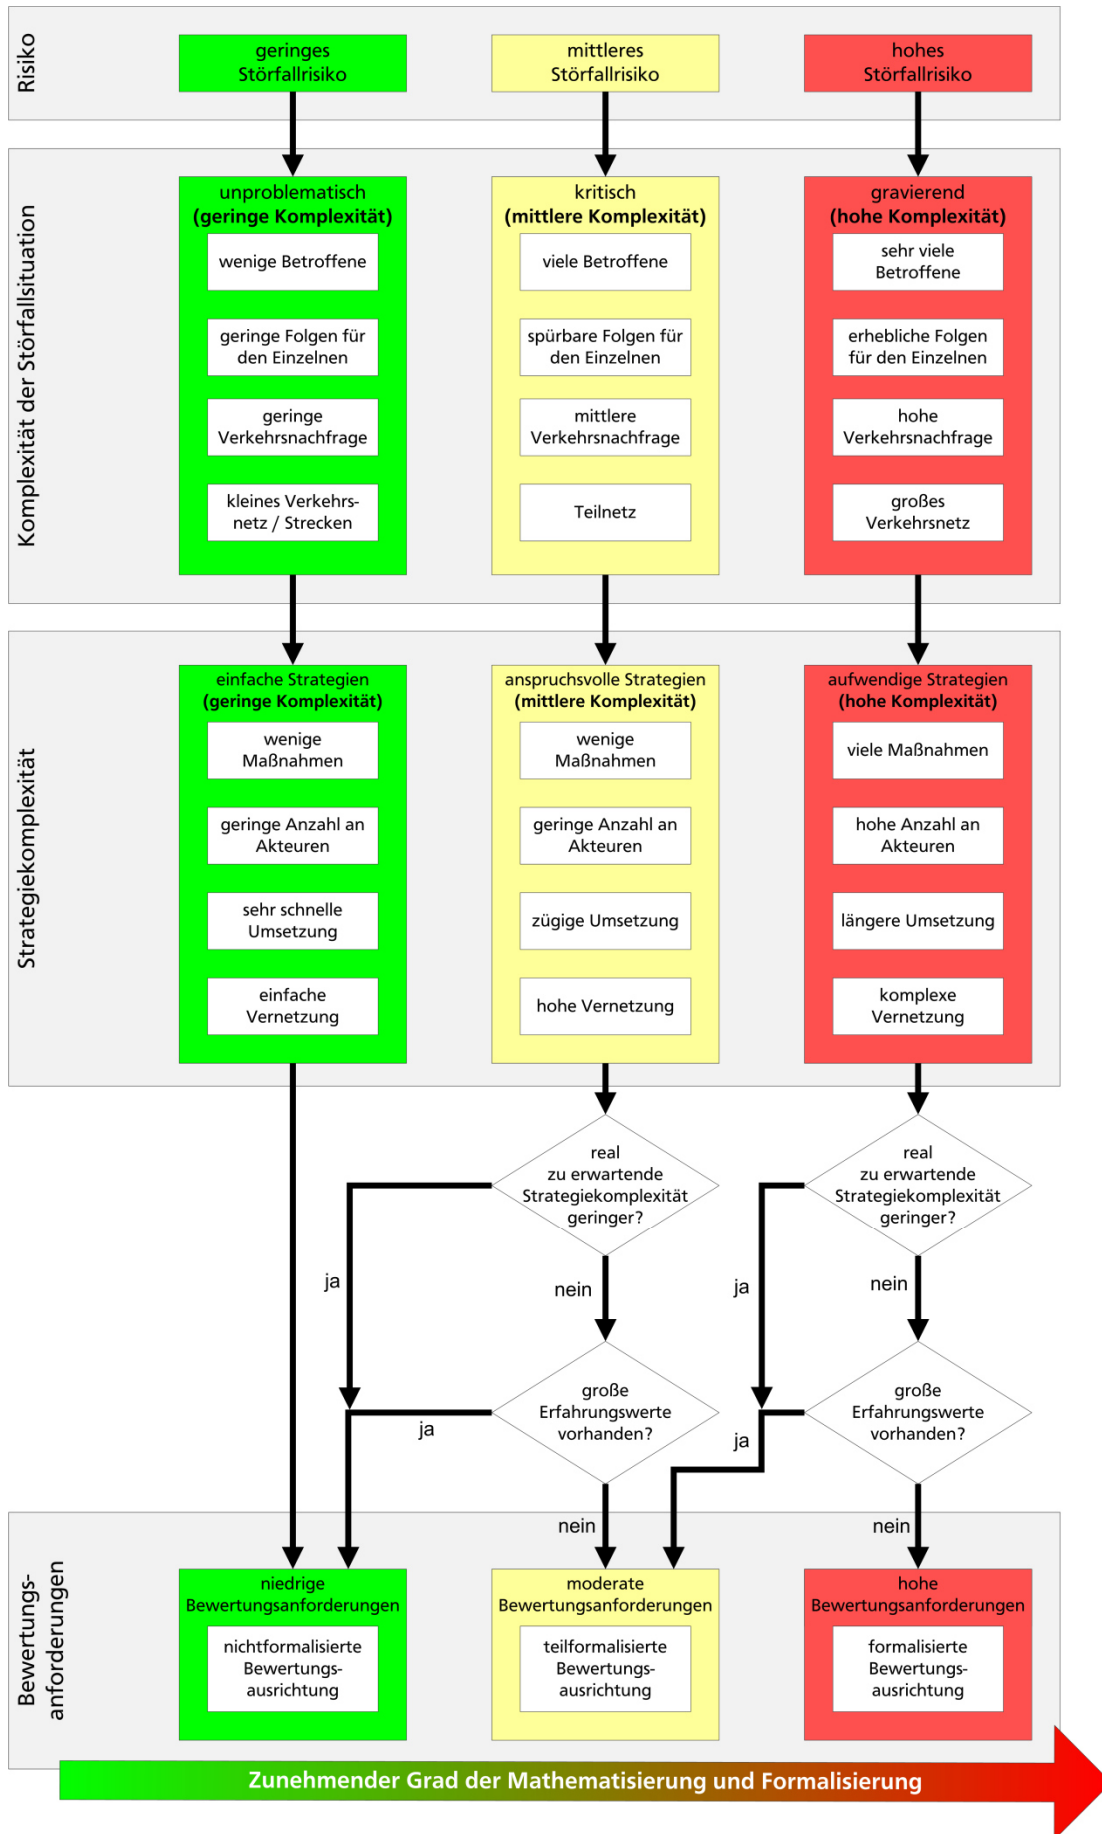 Risiko
geringes
Störfallrisiko
mittleres
Störfallrisiko
hohes
Störfallrisiko
Komplexität der Störfallsituation
unproblematisch
(geringe Komplexität)
wenige Betroffene
geringe Folgen für
den Einzelnen
geringe
Verkehrsnachfrage
kleines Verkehrs-
netz / Strecken
kritisch
(mittlere Komplexität)
viele Betroffene
spürbare Folgen für
den Einzelnen
mittlere
Verkehrsnachfrage
Teilnetz
gravierend
(hohe Komplexität)
sehr viele
Betroffene
erhebliche Folgen
für den Einzelnen
hohe
Verkehrsnachfrage
großes
Verkehrsnetz
Strategiekomplexität
einfache Strategien
(geringe Komplexität)
wenige
Maßnahmen
geringe Anzahl an
Akteuren
sehr schnelle
Umsetzung
einfache
Vernetzung
anspruchsvolle Strategien
(mittlere Komplexität)
wenige
Maßnahmen
geringe Anzahl an
Akteuren
zügige Umsetzung
hohe Vernetzung
aufwendige Strategien
(hohe Komplexität)
viele Maßnahmen
hohe Anzahl an
Akteuren
längere Umsetzung
komplexe
Vernetzung
real
zu erwartende
Strategiekomplexität
geringer?
real
zu erwartende
Strategiekomplexität
geringer?
ja
nein
ja
nein
große
Erfahrungswerte
vorhanden?
große
Erfahrungswerte
vorhanden?
ja
ja
nein
nein
Bewertungs-
anforderungen
niedrige
Bewertungsanforderungen
nichtformalisierte
Bewertungs-
ausrichtung
moderate
Bewertungsanforderungen
teilformalisierte
Bewertungs-
ausrichtung
hohe
Bewertungsanforderungen
formalisierte
Bewertungs-
ausrichtung
Zunehmender Grad der Mathematisierung und Formalisierung